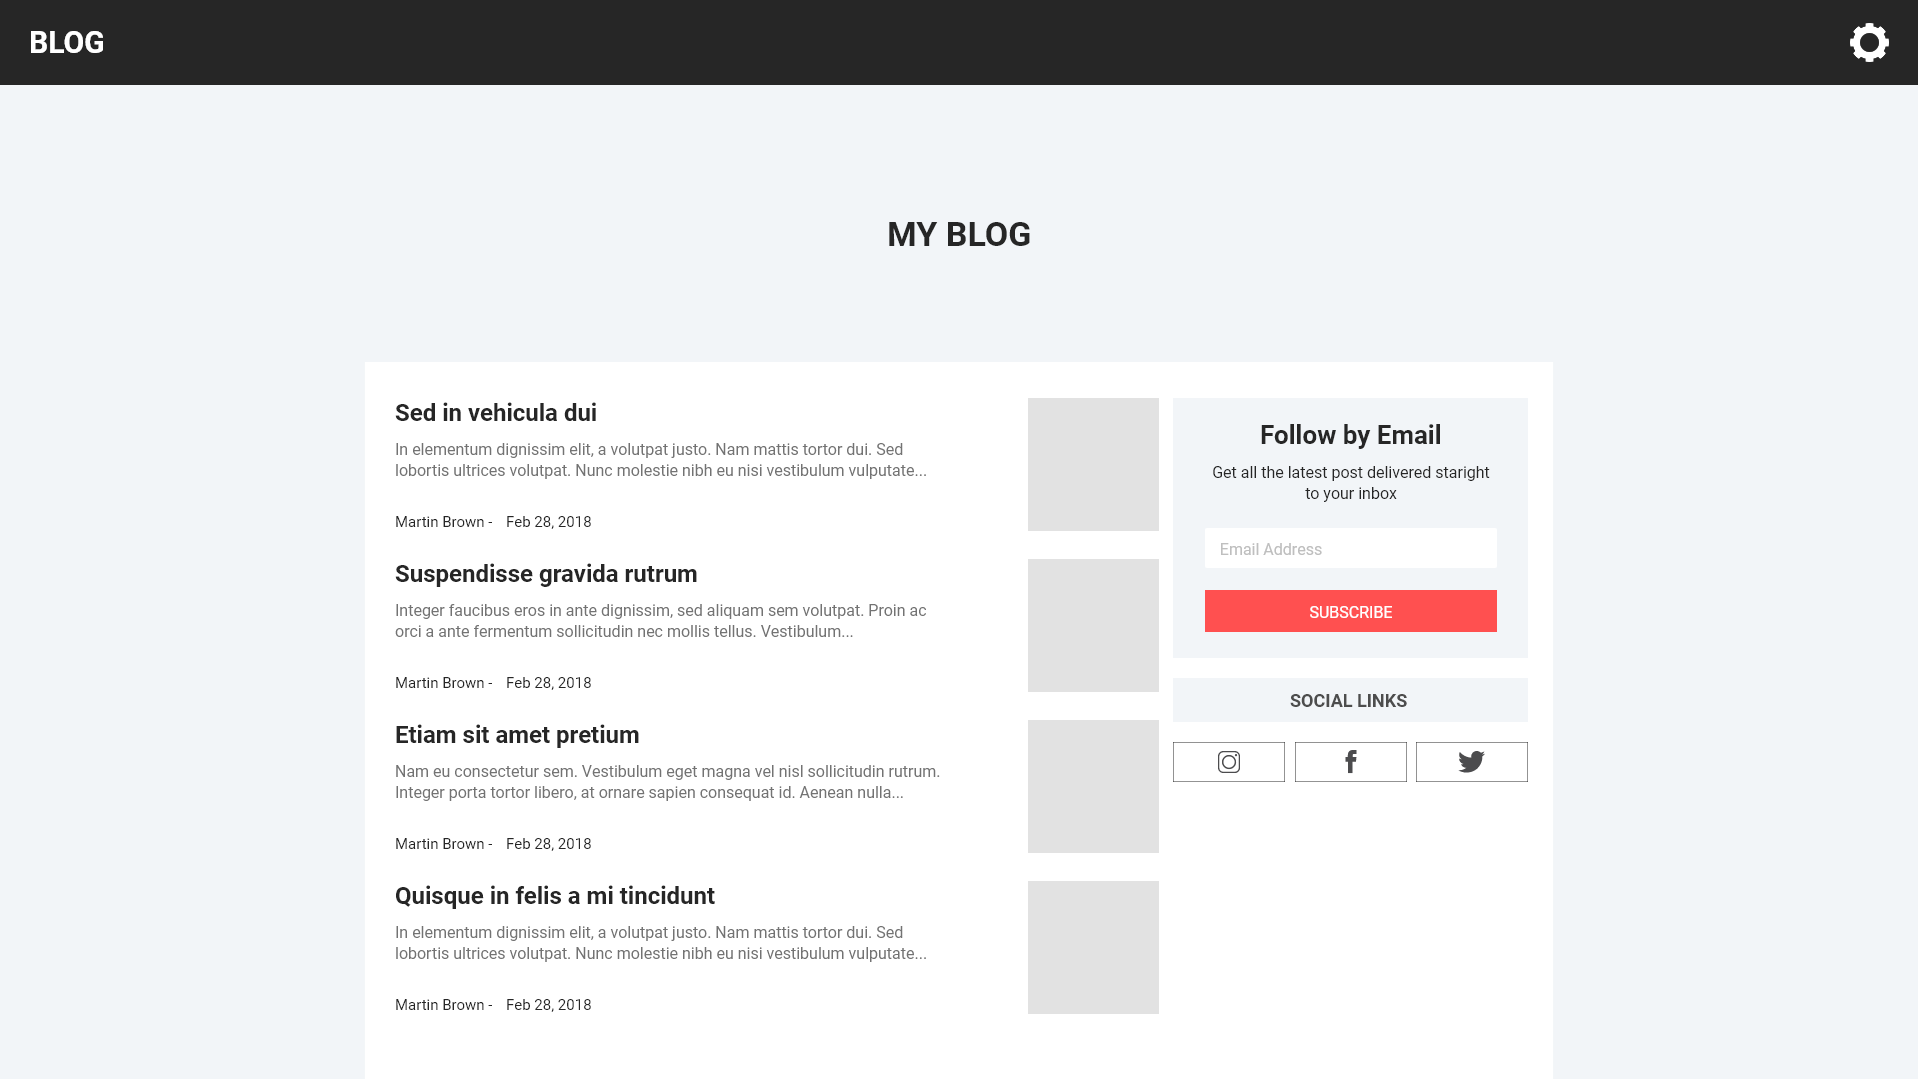 BLOG
MY BLOG
Sed in vehicula dui
In elementum dignissim elit, a volutpat justo. Nam mattis tortor dui. Sed
lobortis ultrices volutpat. Nunc molestie nibh eu nisi vestibulum vulputate...
Martin Brown - Feb 28, 2018
Suspendisse gravida rutrum
Integer faucibus eros in ante dignissim, sed aliquam sem volutpat. Proin ac
orci a ante fermentum sollicitudin nec mollis tellus. Vestibulum...
Martin Brown - Feb 28, 2018
Etiam sit amet pretium
Nam eu consectetur sem. Vestibulum eget magna vel nisl sollicitudin rutrum.
Integer porta tortor libero, at ornare sapien consequat id. Aenean nulla...
Martin Brown - Feb 28, 2018
Quisque in felis a mi tincidunt
In elementum dignissim elit, a volutpat justo. Nam mattis tortor dui. Sed
lobortis ultrices volutpat. Nunc molestie nibh eu nisi vestibulum vulputate...
Martin Brown - Feb 28, 2018
Follow by Email
Get all the latest post delivered staright
to your inbox
Email Address
SUBSCRIBE
SOCIAL LINKS